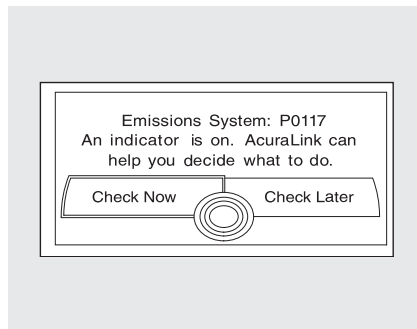 Emissions System: P0117
An indicator is on. AcuraLink can
help you decide what to do.
Check Now
Check Later